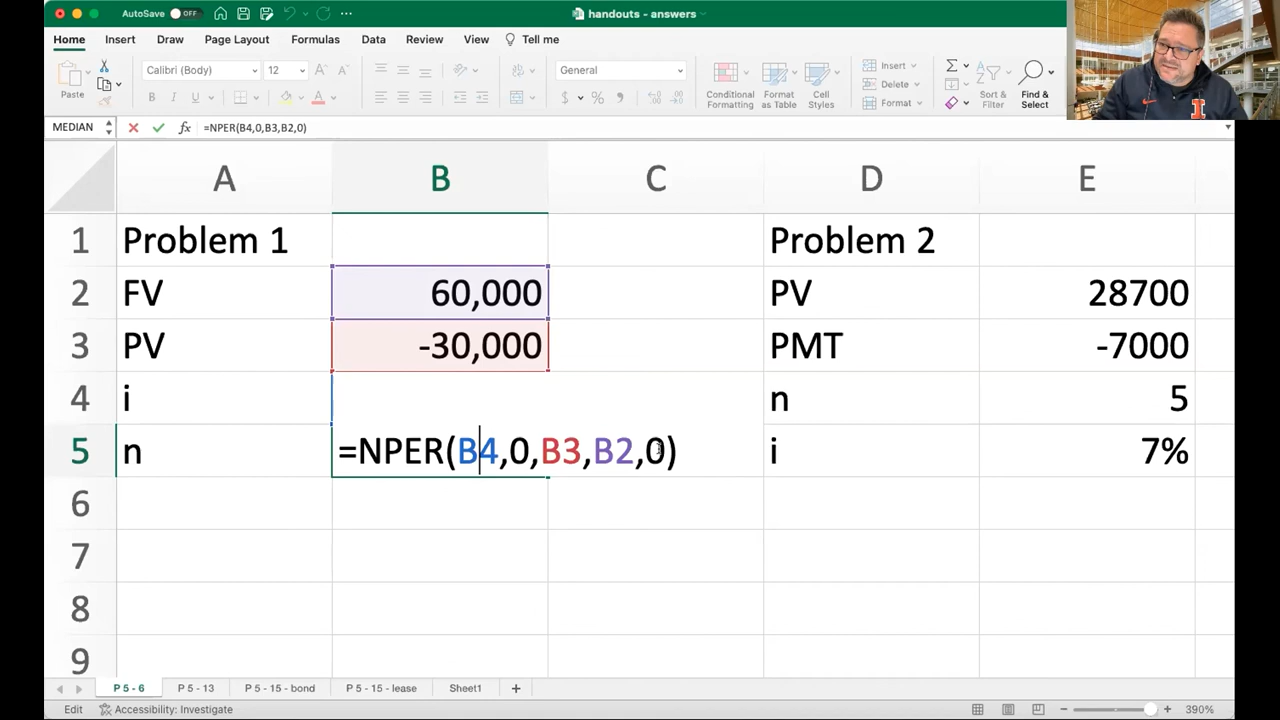 AutoSave OFF
handouts - answers
Home Insert Draw Page Layout Formulas Data Review View Tell me
Paste
Calibri (Body) 12
B I U
General
$ %
Conditional Formatting
Format as Table
Cell Styles
Insert
Delete
Format
Sort & Filter
Find & Select
MEDIAN fx =NPER(B4,0,B3,B2,0)
A B C D E
1 Problem 1 Problem 2
2 FV 60,000 PV 28700
3 PV -30,000 PMT -7000
4 i n 5
5 n =NPER(B4,0,B3,B2,0) i 7%
6
7
8
9
P 5 - 6 P 5 - 13 P 5 - 15 - bond P 5 - 15 - lease Sheet1
Edit Accessibility: Investigate 390%